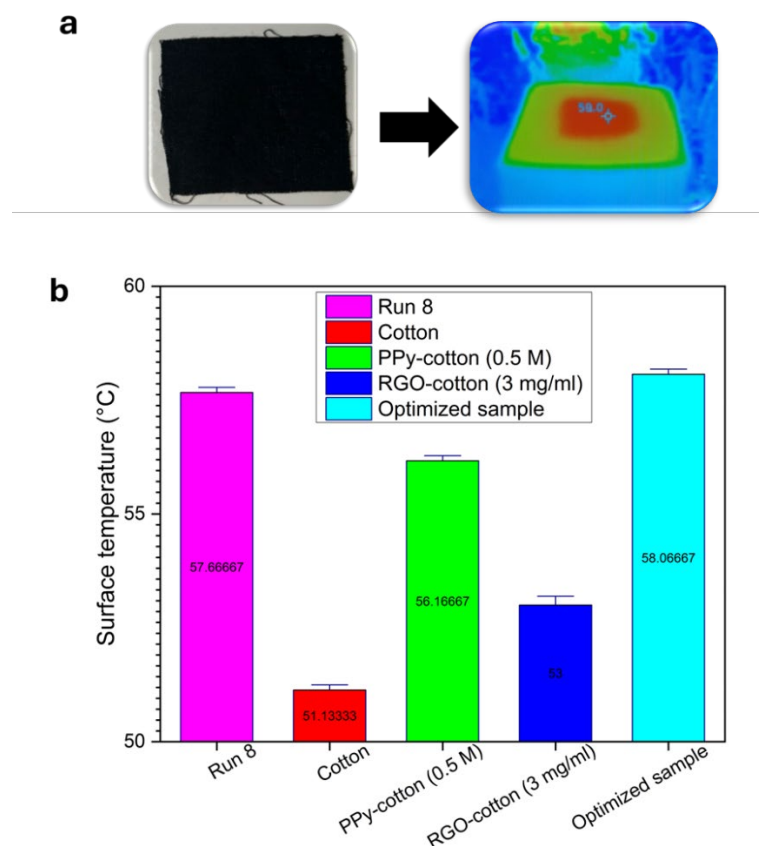 a
59.0
b
60
55
50
Surface temperature (°C)
Run 8
Cotton
PPy-cotton (0.5 M)
RGO-cotton (3 mg/ml)
Optimized sample
57.66667
51.13333
56.16667
53
58.06667
Run 8
Cotton
PPy-cotton (0.5 M)
RGO-cotton (3 mg/ml)
Optimized sample